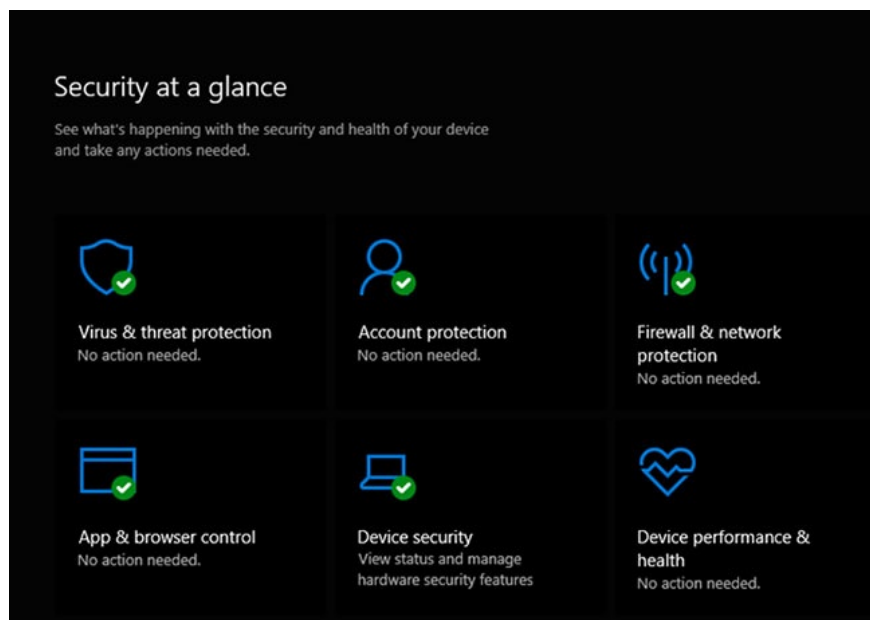 Security at a glance
See what's happening with the security and health of your device
and take any actions needed.
Virus & threat protection
No action needed.
Account protection
No action needed.
Firewall & network
protection
No action needed.
App & browser control
No action needed.
Device security
View status and manage
hardware security features
Device performance &
health
No action needed.